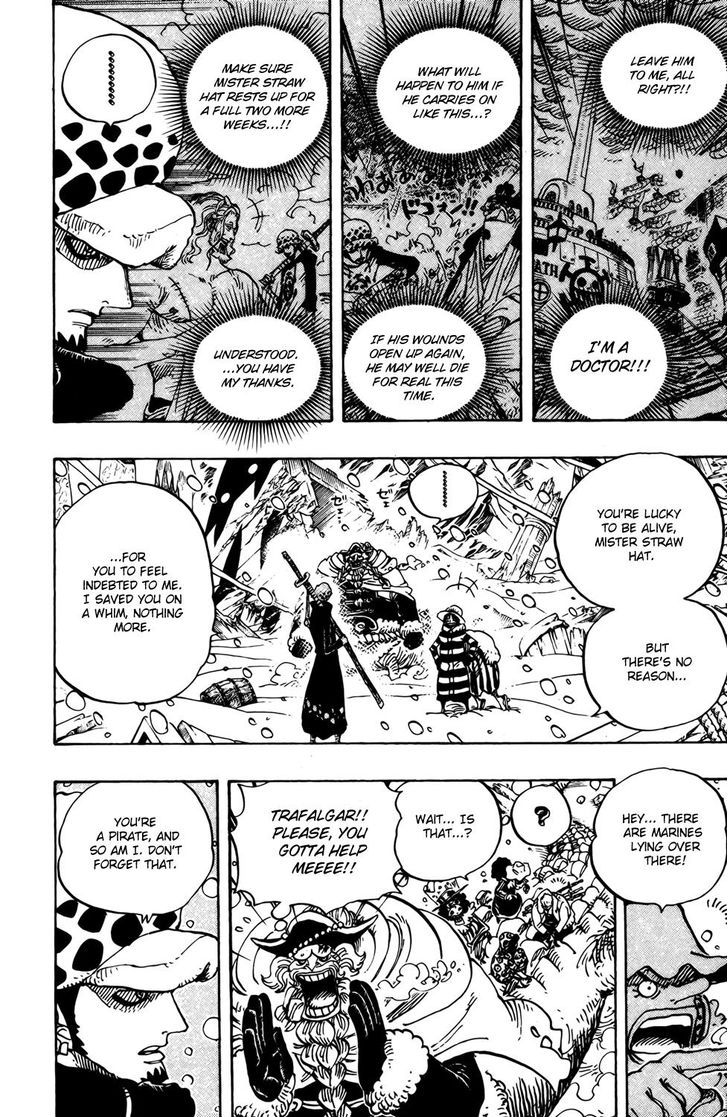 LEAVE HIM
TO ME, ALL
RIGHT?!!
I'M A
DOCTOR!!!
DEATH
WHAT WILL
HAPPEN TO HIM IF
HE CARRIES ON
LIKE THIS...?
IF HIS WOUNDS
OPEN UP AGAIN,
HE MAY WELL DIE
FOR REAL THIS
TIME.
MAKE SURE
MISTER STRAW
HAT RESTS UP FOR
A FULL TWO MORE
WEEKS...!!
UNDERSTOOD.
...YOU HAVE
MY THANKS.
YOU'RE LUCKY
TO BE ALIVE,
MISTER STRAW
HAT.
BUT
THERE'S NO
REASON...
...FOR
YOU TO FEEL
INDEBTED TO ME.
I SAVED YOU ON
A WHIM, NOTHING
MORE.
HEY... THERE
ARE MARINES
LYING OVER
THERE!
?
WAIT... IS
THAT...?
TRAFALGAR!!
PLEASE, YOU
GOTTA HELP
MEEEE!!
YOU'RE
A PIRATE, AND
SO AM I. DON'T
FORGET THAT.